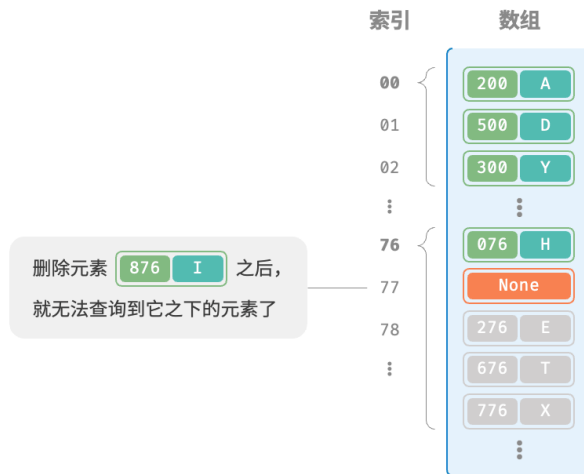 索引 数组
00 200 A
01 500 D
02 300 Y
76 076 H
删除元素 876 I 之后，
77 None
就无法查询到它之下的元素了
78 276 E
676 T
776 X